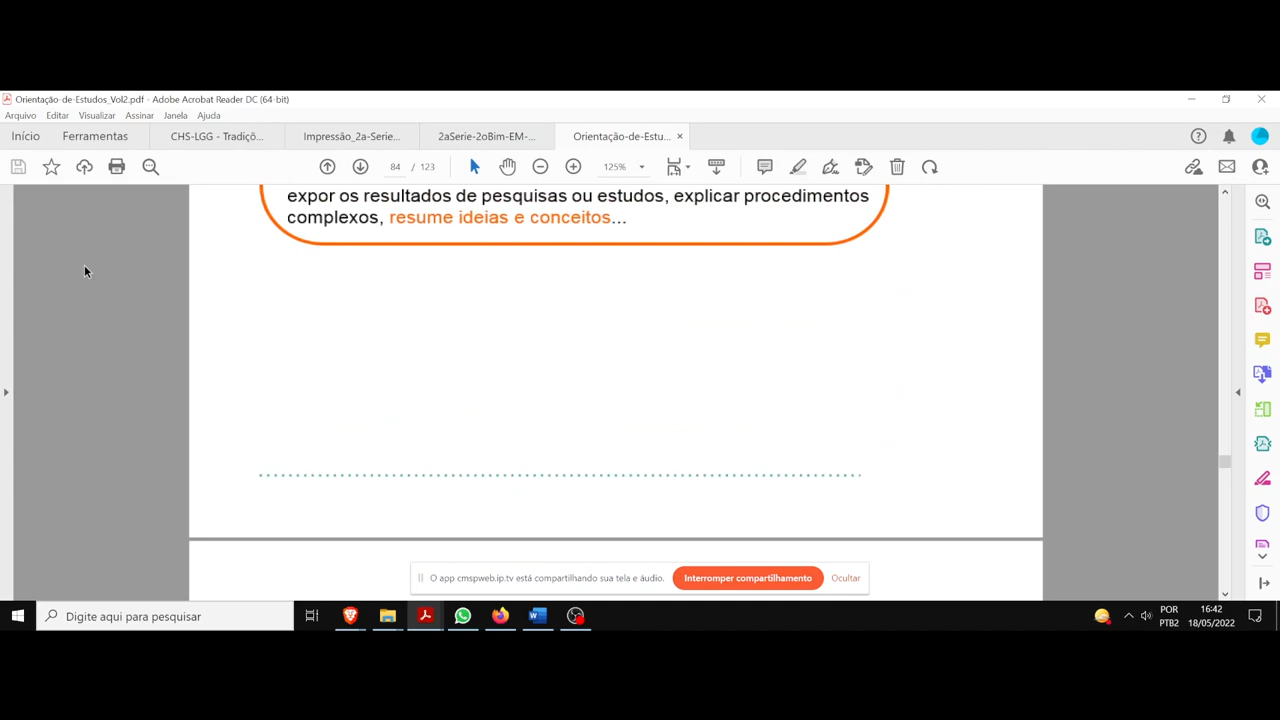 Orientação-de-Estudos_Vol2.pdf - Adobe Acrobat Reader DC (64-bit)
Arquivo Editar Visualizar Assinar Janela Ajuda
Início Ferramentas CHS-LGG - Tradiçõ... Impressão_2a-Serie... 2aSerie-2oBim-EM-... Orientação-de-Estu... ×
84 / 123 125%
expor os resultados de pesquisas ou estudos, explicar procedimentos
complexos, resume ideias e conceitos...
O app cmspweb.ip.tv está compartilhando sua tela e áudio. Interromper compartilhamento Ocultar
Digite aqui para pesquisar
POR
PTB2
16:42
18/05/2022